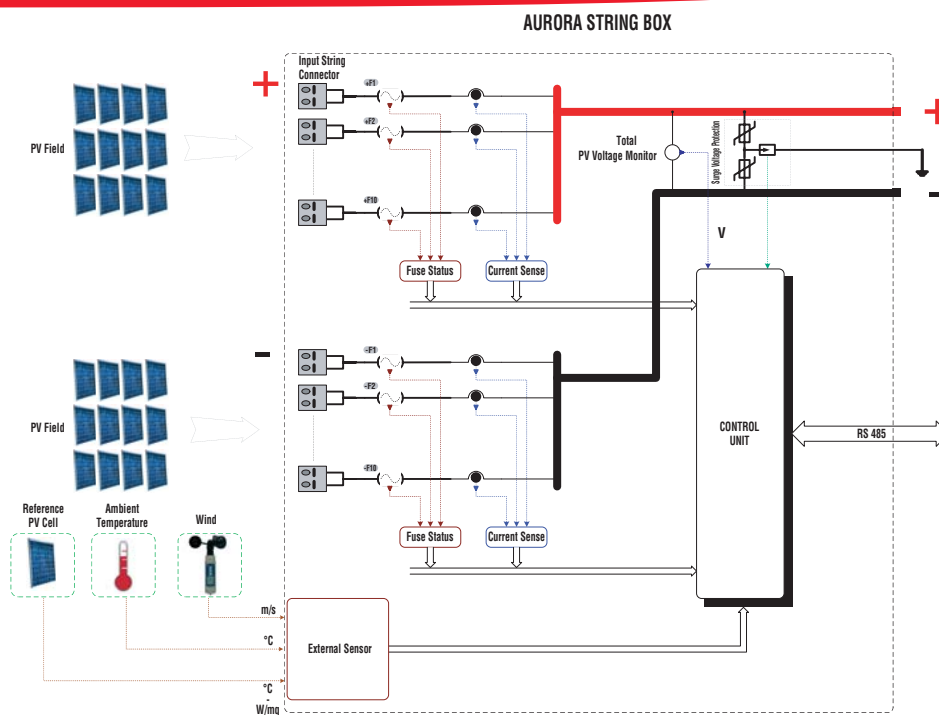 AURORA STRING BOX
Input String
Connector
+
+F1
+
+F2
PV Field
Total
PV Voltage Monitor
Surge Voltage Protection
-
+F10
V
Fuse Status
Current Sense
-
-F1
-F2
PV Field
CONTROL
UNIT
RS 485
-F10
Reference
PV Cell
Ambient
Temperature
Wind
Fuse Status
Current Sense
m/s
°C
External Sensor
°C
-
W/mq